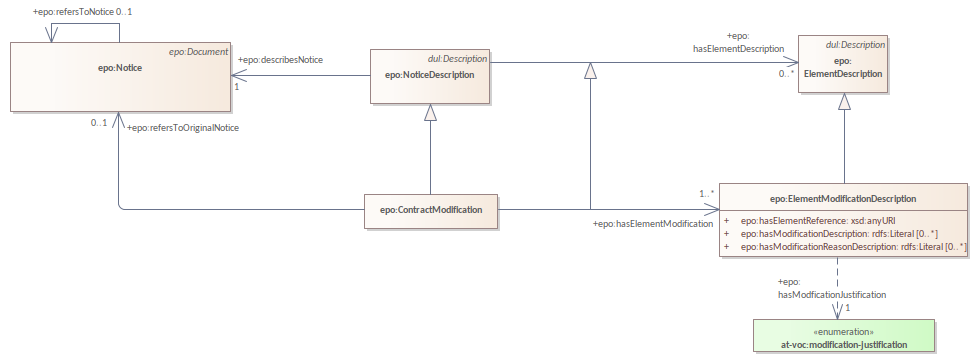 +epo:refersToNotice 0..1
epo:Document
epo:Notice
+epo:describesNotice
1
dul:Description
epo:NoticeDescription
+epo:
hasElementDescription
0..*
dul:Description
epo:
ElementDescription
0..1
+epo:refersToOriginalNotice
epo:ContractModification
1..*
+epo:hasElementModification
epo:ElementModificationDescription
+ epo:hasElementReference: xsd:anyURI
+ epo:hasModificationDescription: rdfs:Literal [0..*]
+ epo:hasModificationReasonDescription: rdfs:Literal [0..*]
+epo:
hasModficationJustification
1
«enumeration»
at-voc:modification-justification